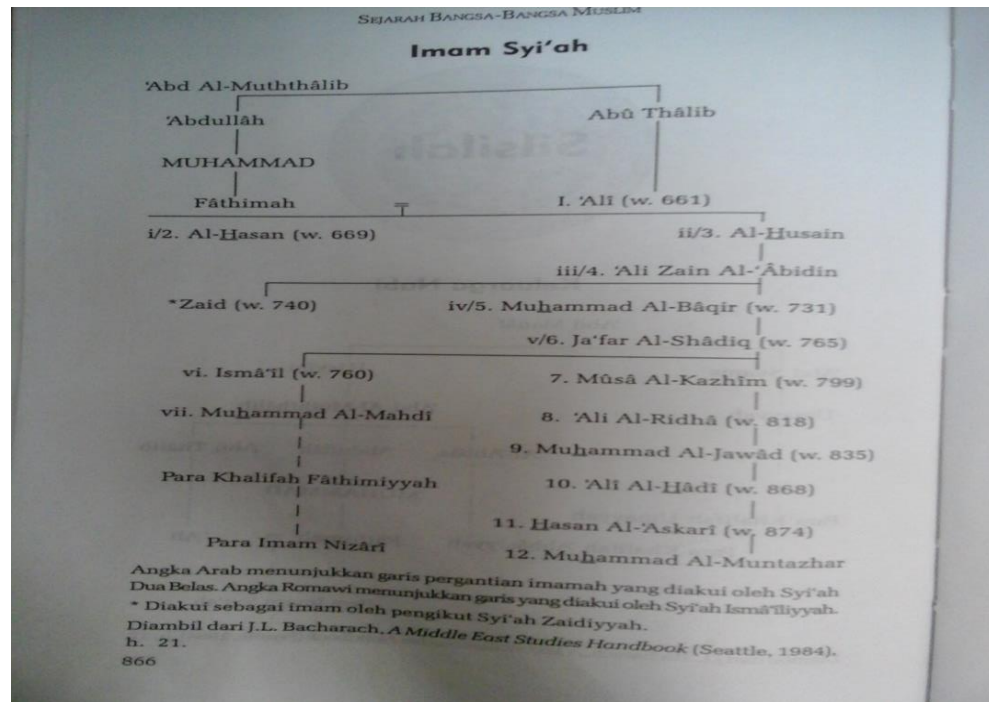 SEJARAH BANGSA-BANGSA MUSLIM
Imam Syi'ah
'Abd Al-Muththâlib
'Abdullâh
Abû Thâlib
MUHAMMAD
Fâthimah
I. 'Alî (w. 661)
i/2. Al-Hasan (w. 669)
ii/3. Al-Husain
iii/4. 'Ali Zain Al-'Âbidin
*Zaid (w. 740)
iv/5. Muhammad Al-Bâqir (w. 731)
v/6. Ja'far Al-Shâdiq (w. 765)
vi. Ismâ'îl (w. 760)
7. Mûsâ Al-Kazhîm (w. 799)
vii. Muhammad Al-Mahdî
8. 'Ali Al-Ridhâ (w. 818)
9. Muhammad Al-Jawâd (w. 835)
Para Khalifah Fâthimiyyah
10. 'Alî Al-Hâdî (w. 868)
11. Hasan Al-'Askarî (w. 874)
Para Imam Nizârî
12. Muhammad Al-Muntazhar
Angka Arab menunjukkan garis pergantian imamah yang diakui oleh Syi'ah
Dua Belas. Angka Romawi menunjukkan garis yang diakui oleh Syi'ah Ismâ'îliyyah.
* Diakui sebagai imam oleh pengikut Syi'ah Zaidiyyah.
Diambil dari J.L. Bacharach. A Middle East Studies Handbook (Seattle, 1984).
h. 21.
866